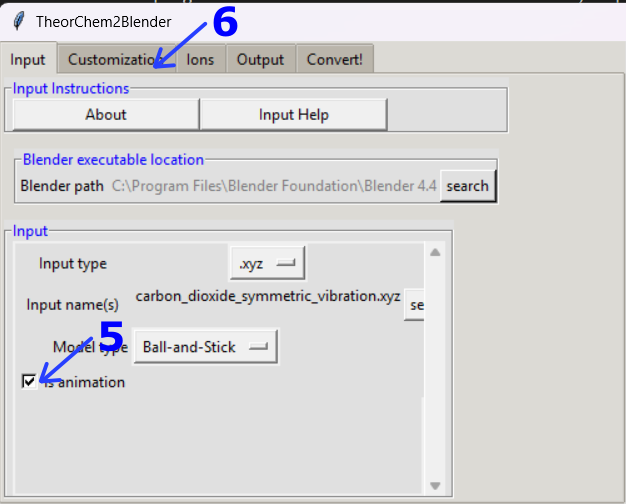 TheorChem2Blender
6
Input Customization Ions Output Convert!
Input Instructions
About Input Help
Blender executable location
Blender path C:\Program Files\Blender Foundation\Blender 4.4 search
Input
Input type .xyz
Input name(s) carbon_dioxide_symmetric_vibration.xyz se
5
Model type Ball-and-Stick
Is animation